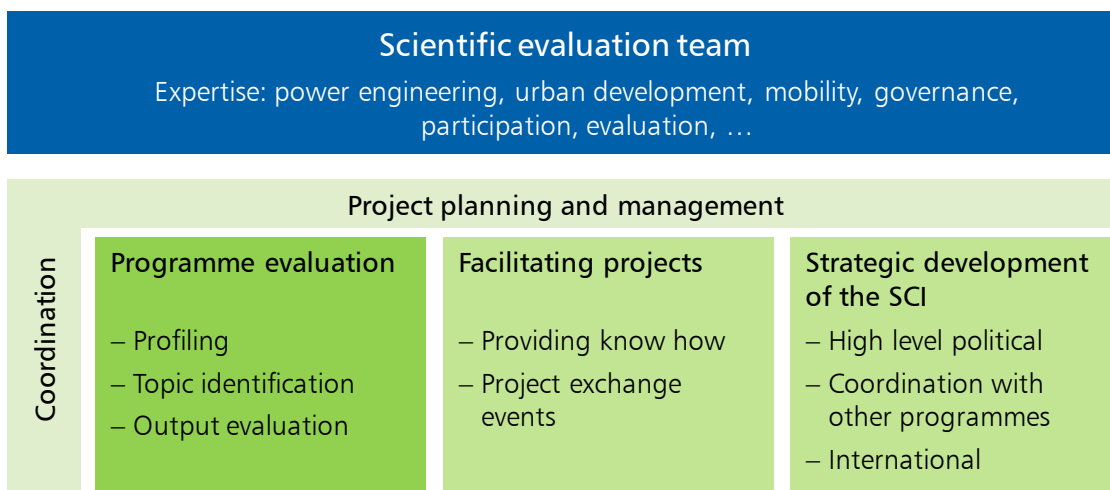 Scientific evaluation team
Expertise: power engineering, urban development, mobility, governance,
participation, evaluation, …
Project planning and management
Coordination
Programme evaluation
– Profiling
– Topic identification
– Output evaluation
Facilitating projects
– Providing know how
– Project exchange
events
Strategic development
of the SCI
– High level political
– Coordination with
other programmes
– International